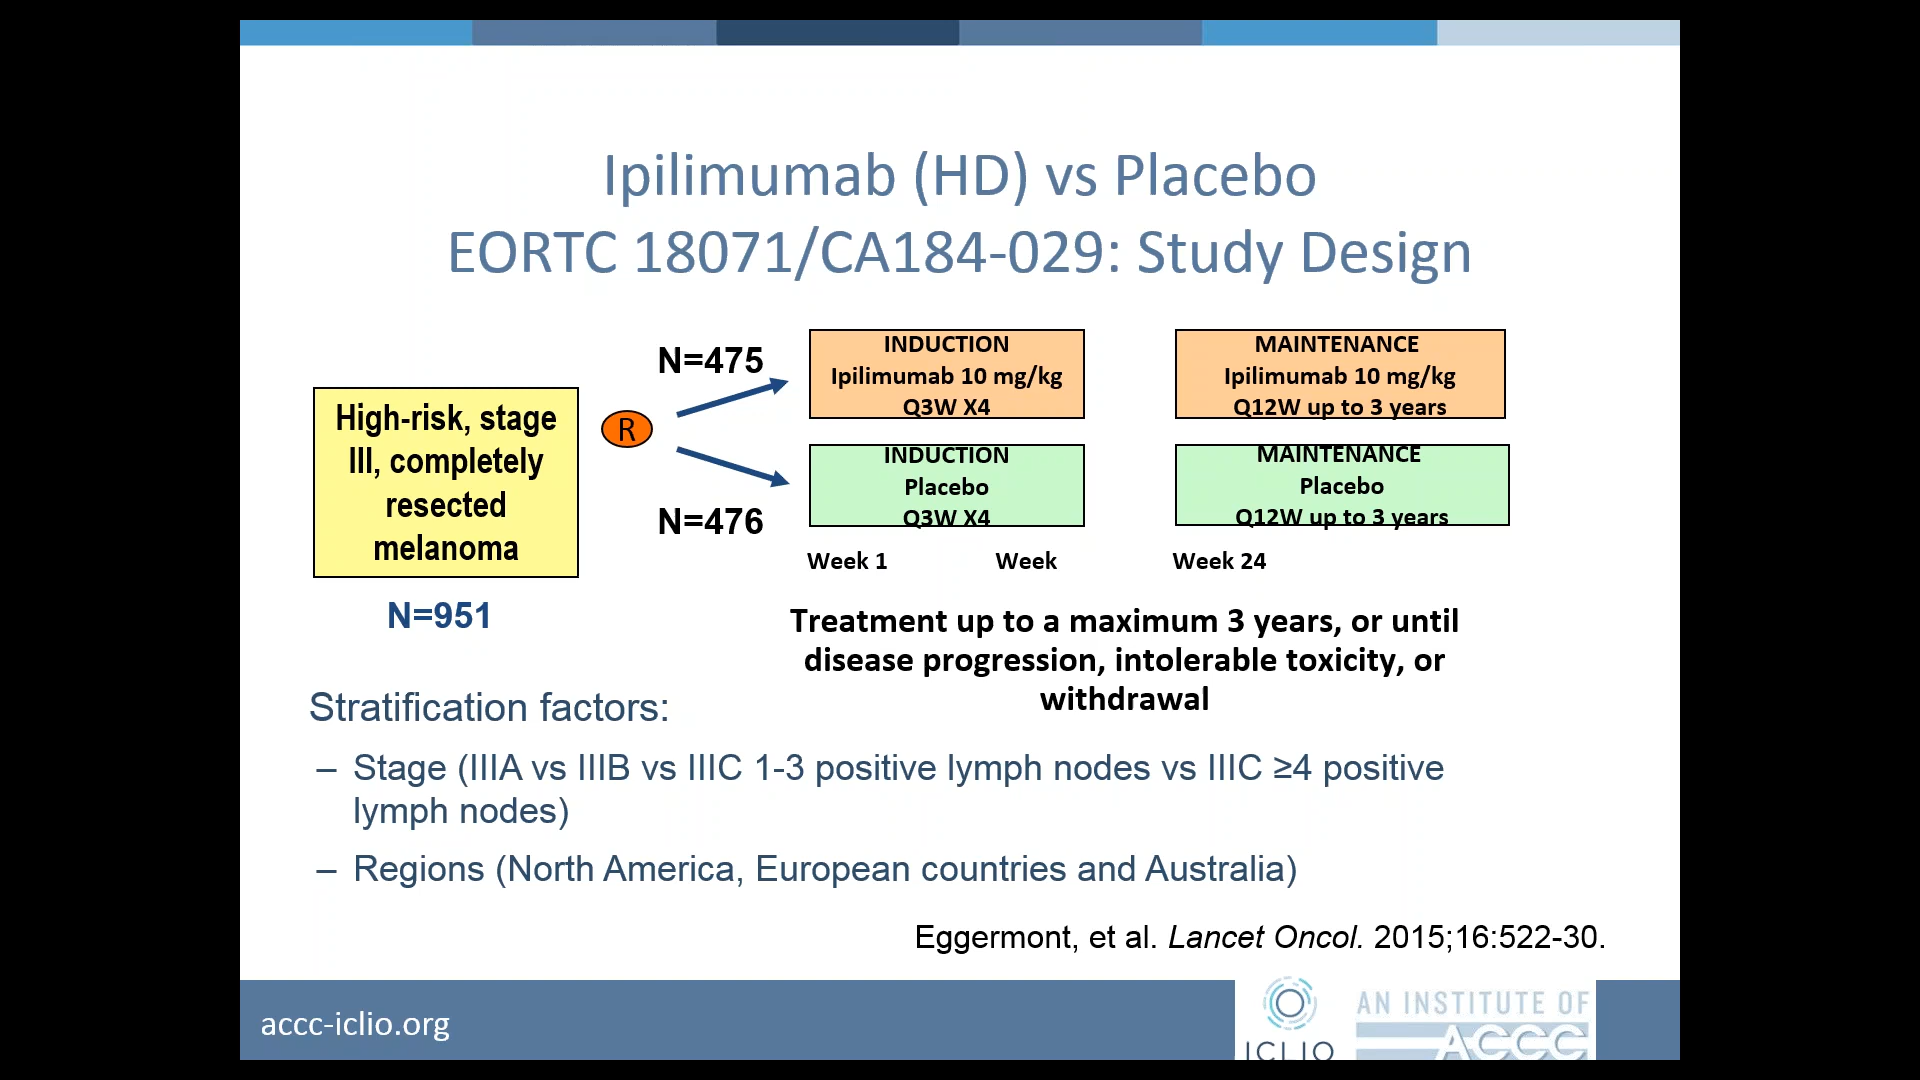 Ipilimumab (HD) vs Placebo
EORTC 18071/CA184-029: Study Design
High-risk, stage
III, completely
resected
melanoma
N=951
R
N=475
N=476
INDUCTION
Ipilimumab 10 mg/kg
Q3W X4
MAINTENANCE
Ipilimumab 10 mg/kg
Q12W up to 3 years
INDUCTION
Placebo
Q3W X4
MAINTENANCE
Placebo
Q12W up to 3 years
Week 1
Week
Week 24
Treatment up to a maximum 3 years, or until
disease progression, intolerable toxicity, or
withdrawal
Stratification factors:
– Stage (IIIA vs IIIB vs IIIC 1-3 positive lymph nodes vs IIIC ≥4 positive
lymph nodes)
– Regions (North America, European countries and Australia)
Eggermont, et al. Lancet Oncol. 2015;16:522-30.
accc-iclio.org
ICLIO
AN INSTITUTE OF
ACCC